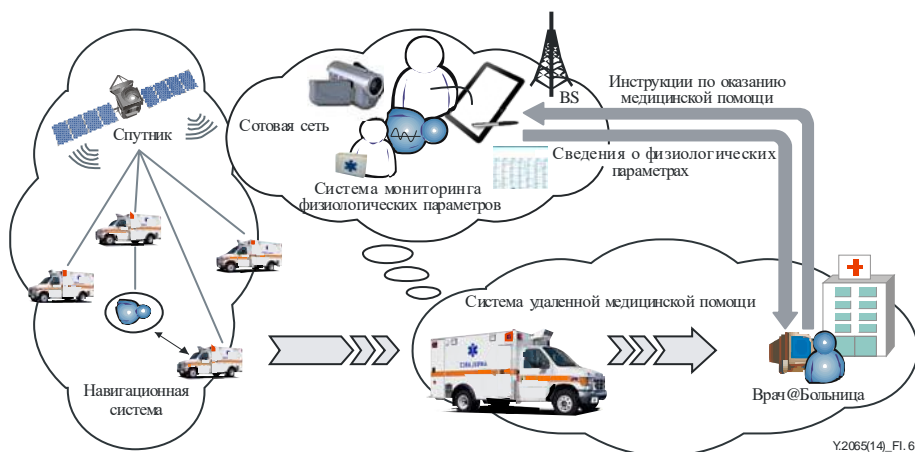 Спутник
Навигационная
система
Сотовая сеть
Система мониторинга
физиологических параметров
BS
Инструкции по оказанию
медицинской помощи
Сведения о физиологических
параметрах
Система удаленной медицинской помощи
Врач@Больница
Y.2065(14)_FI.6